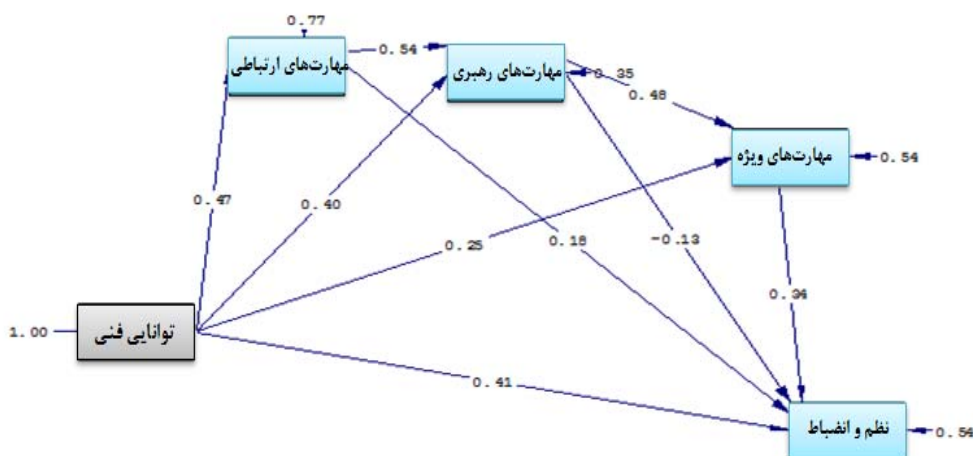 0.77
مهارت‌های ارتباطی
0.54
مهارت‌های رهبری
0.35
0.48
مهارت‌های ویژه
0.54
0.47
0.40
0.25
0.18
-0.13
0.34
1.00
توانایی فنی
0.41
نظم و انضباط
0.54